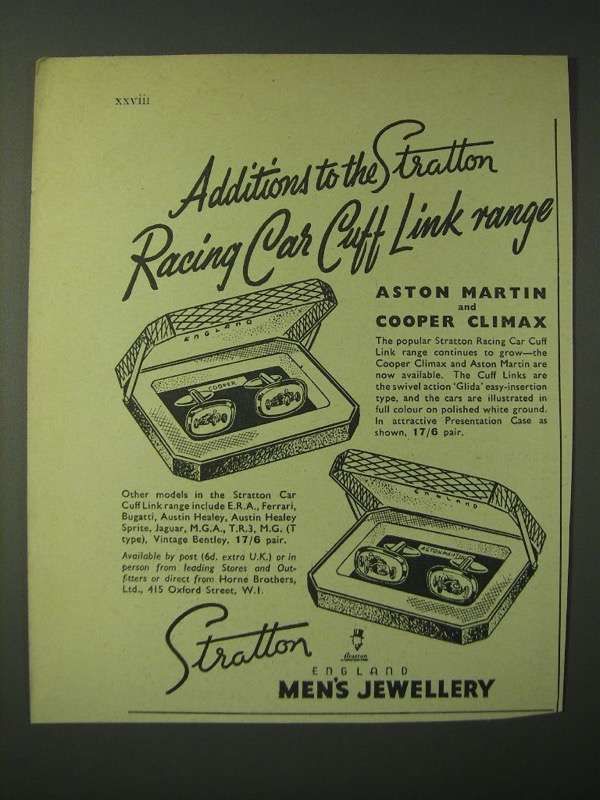 xxviii
Additions to the Stratton
Racing Car Cuff Link range
ASTON MARTIN
and
COOPER CLIMAX
The popular Stratton Racing Car Cuff
Link range continues to grow—the
Cooper Climax and Aston Martin are
now available. The Cuff Links are
the swivel action 'Glida' easy-insertion
type, and the cars are illustrated in
full colour on polished white ground.
In attractive Presentation Case as
shown, 17/6 pair.
ENGLAND
COOPER
Other models in the Stratton Car
Cuff Link range include E.R.A., Ferrari,
Bugatti, Austin Healey, Austin Healey
Sprite, Jaguar, M.G.A., T.R.3, M.G. (T
type), Vintage Bentley, 17/6 pair.
Available by post (6d. extra U.K.) or in
person from leading Stores and Out-
fitters or direct from Horne Brothers,
Ltd., 415 Oxford Street, W.1.
ENGLAND
ASTON MARTIN
Stratton
Stratton
ENGLAND
MEN'S JEWELLERY